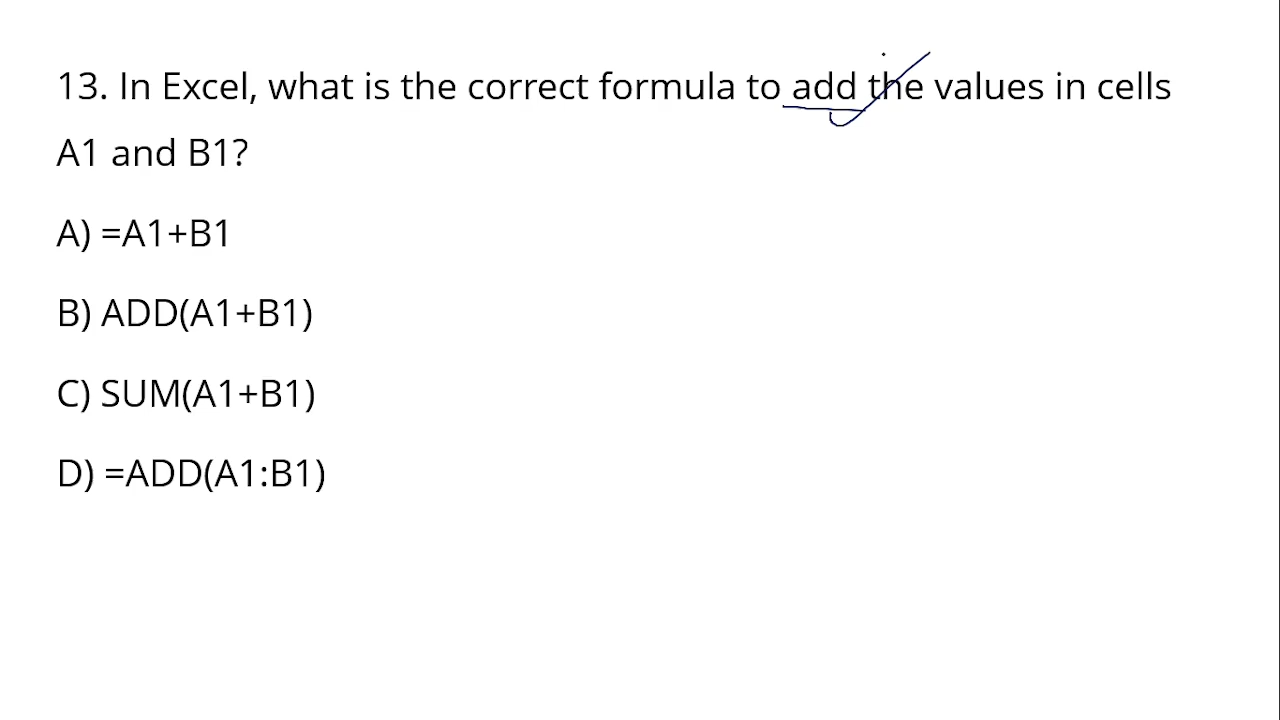 13. In Excel, what is the correct formula to add the values in cells
A1 and B1?
A) =A1+B1
B) ADD(A1+B1)
C) SUM(A1+B1)
D) =ADD(A1:B1)